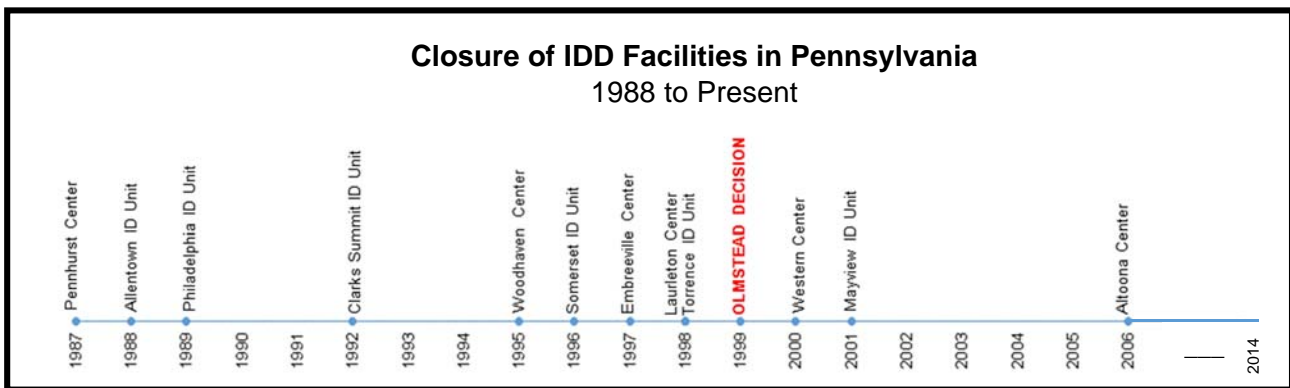 Closure of IDD Facilities in Pennsylvania
1988 to Present
Pennhurst Center
Allentown ID Unit
Philadelphia ID Unit
Clarks Summit ID Unit
Woodhaven Center
Somerset ID Unit
Embreeville Center
Laurleton Center
Torrence ID Unit
OLMSTEAD DECISION
Western Center
Mayview ID Unit
Altoona Center
1987
1988
1989
1990
1991
1992
1993
1994
1995
1996
1997
1998
1999
2000
2001
2002
2003
2004
2005
2006
2014